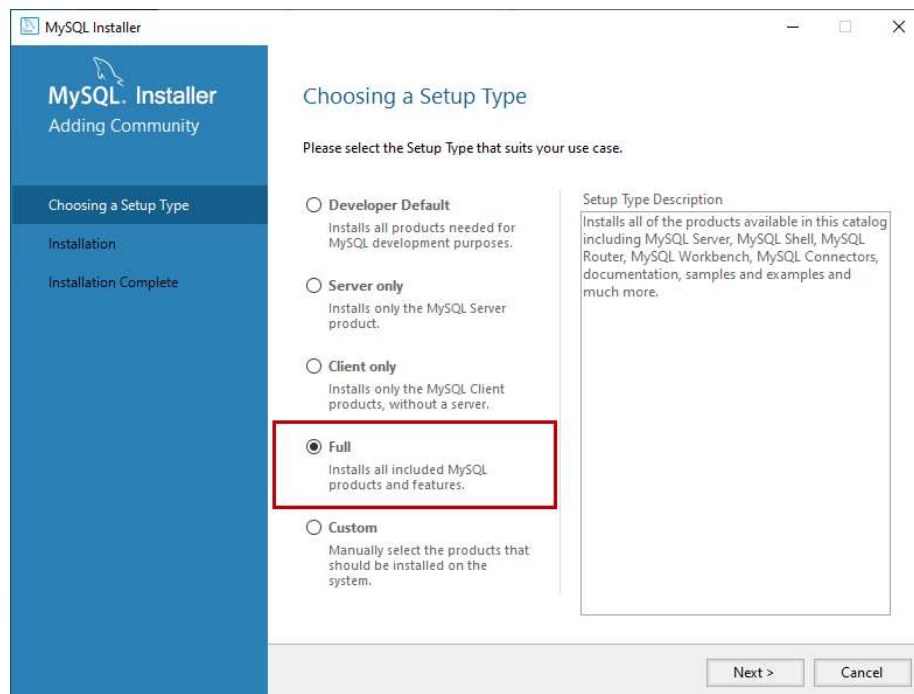 MySQL Installer
MySQL. Installer
Adding Community
Choosing a Setup Type
Installation
Installation Complete
Choosing a Setup Type
Please select the Setup Type that suits your use case.
Developer Default
Installs all products needed for
MySQL development purposes.
Server only
Installs only the MySQL Server
product.
Client only
Installs only the MySQL Client
products, without a server.
Full
Installs all included MySQL
products and features.
Custom
Manually select the products that
should be installed on the
system.
Setup Type Description
Installs all of the products available in this catalog
including MySQL Server, MySQL Shell, MySQL
Router, MySQL Workbench, MySQL Connectors,
documentation, samples and examples and
much more.
Next >
Cancel